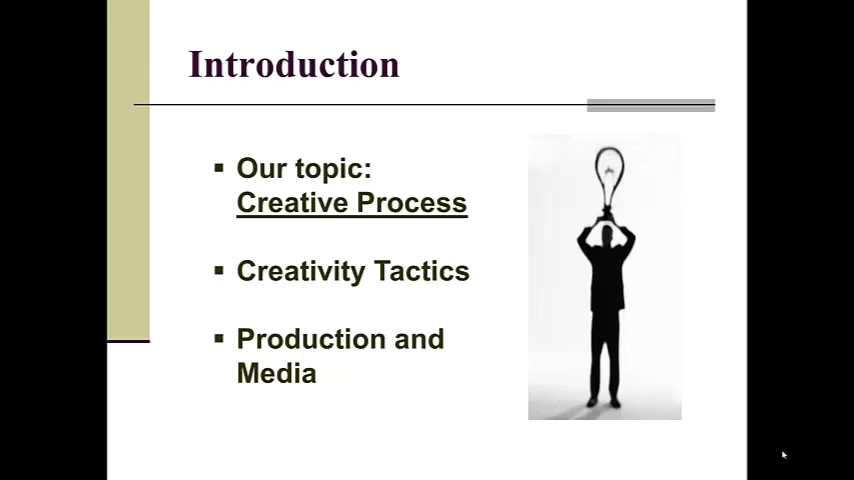 Introduction
Our topic:
Creative Process
Creativity Tactics
Production and
Media